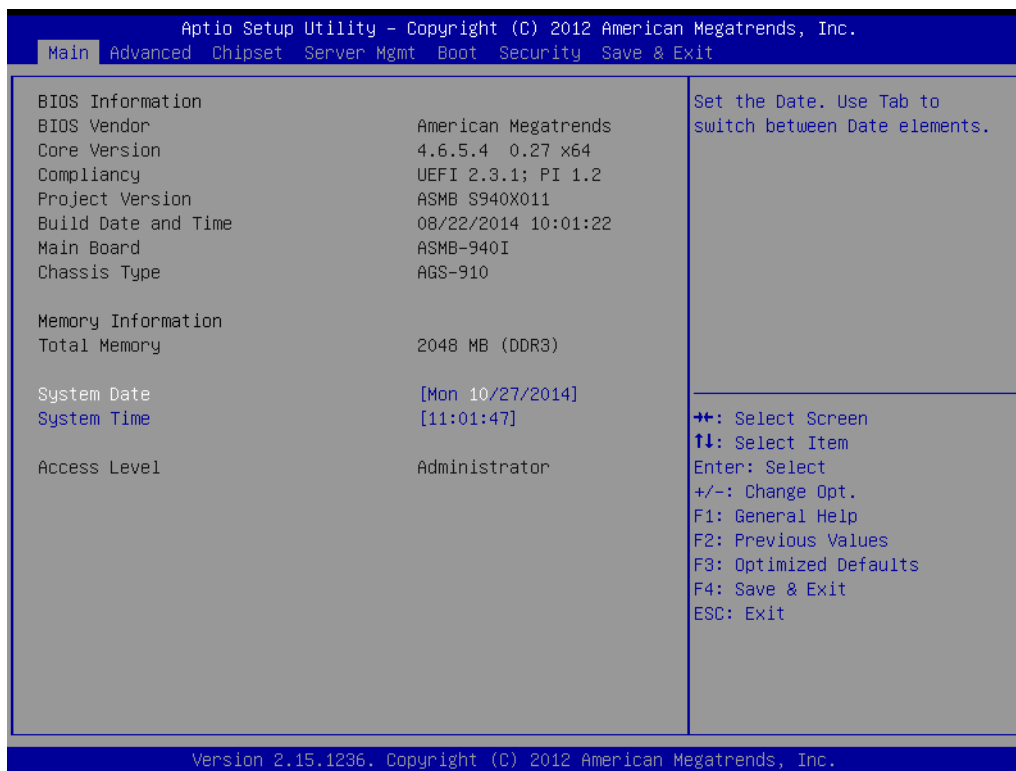 Aptio Setup Utility – Copyright (C) 2012 American Megatrends, Inc.
Main Advanced Chipset Server Mgmt Boot Security Save & Exit
BIOS Information
BIOS Vendor American Megatrends
Core Version 4.6.5.4 0.27 x64
Compliancy UEFI 2.3.1; PI 1.2
Project Version ASMB S940X011
Build Date and Time 08/22/2014 10:01:22
Main Board ASMB-940I
Chassis Type AGS-910
Memory Information
Total Memory 2048 MB (DDR3)
System Date [Mon 10/27/2014]
System Time [11:01:47]
Access Level Administrator
Set the Date. Use Tab to
switch between Date elements.
→←: Select Screen
↑↓: Select Item
Enter: Select
+/-: Change Opt.
F1: General Help
F2: Previous Values
F3: Optimized Defaults
F4: Save & Exit
ESC: Exit
Version 2.15.1236. Copyright (C) 2012 American Megatrends, Inc.